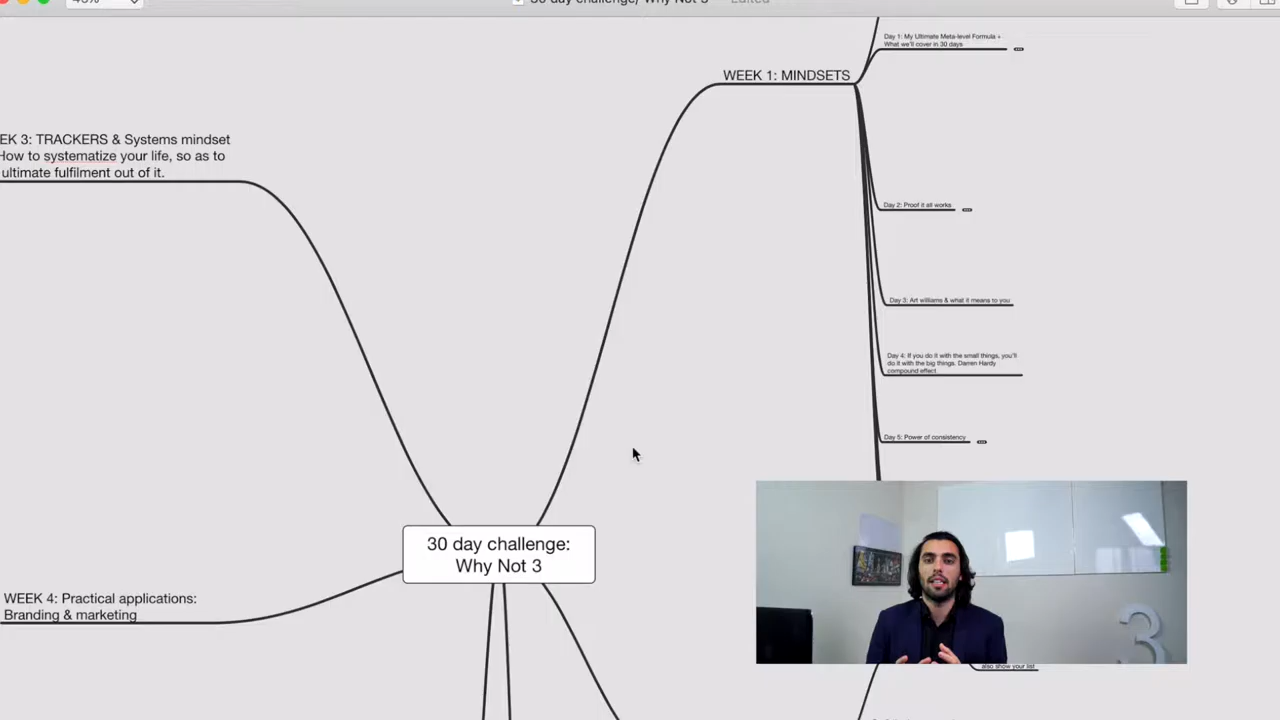 30 day challenge/ Why Not 3 — Edited
Day 1: My Ultimate Meta-level Formula +
What we'll cover in 30 days
WEEK 1: MINDSETS
EK 3: TRACKERS & Systems mindset
How to systematize your life, so as to
ultimate fulfilment out of it.
Day 2: Proof it all works
Day 3: Art williams & what it means to you
Day 4: If you do it with the small things, you'll
do it with the big things. Darren Hardy
compound effect
Day 5: Power of consistency
30 day challenge:
Why Not 3
WEEK 4: Practical applications:
Branding & marketing
3
also show your list